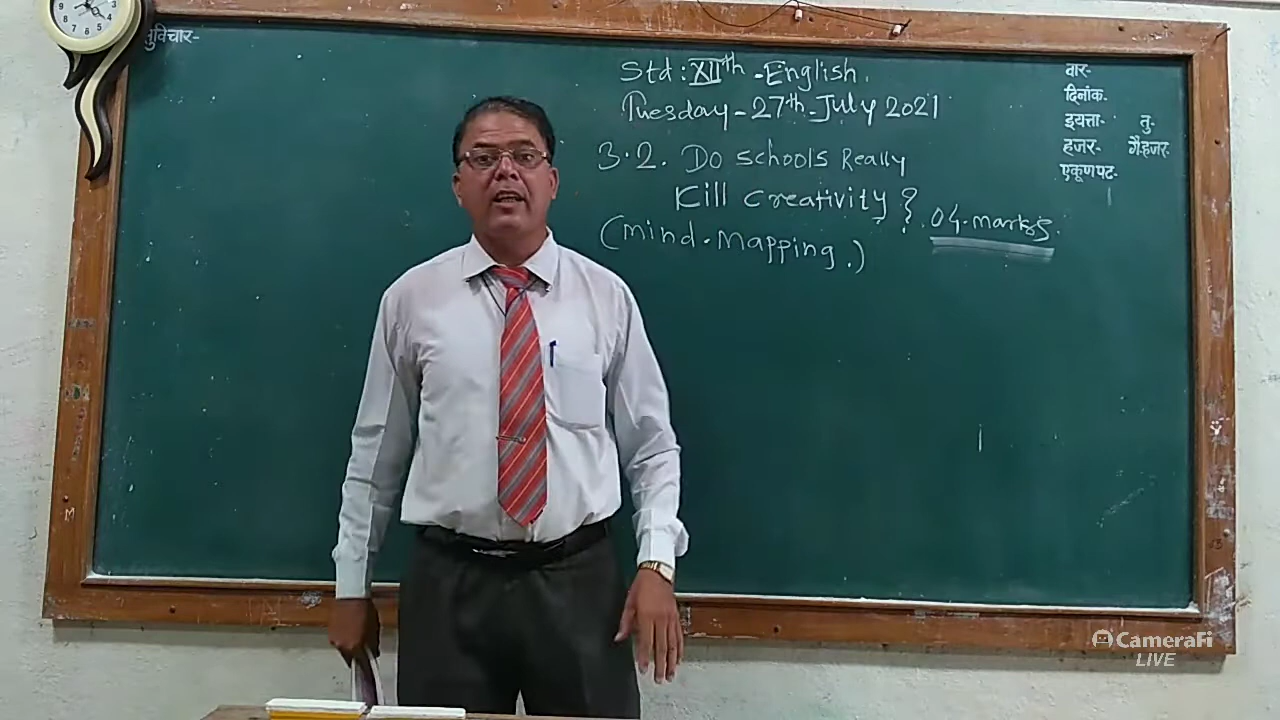 सुविचार-
Std: XIIth - English.
Tuesday - 27th July 2021
3.2. Do Schools Really
Kill Creativity?
04 marks.
(Mind-Mapping.)
वार-
दिनांक.
इयत्ता- तु-
हजर- गैरहजर
एकूणपट-
M
CameraFi
LIVE